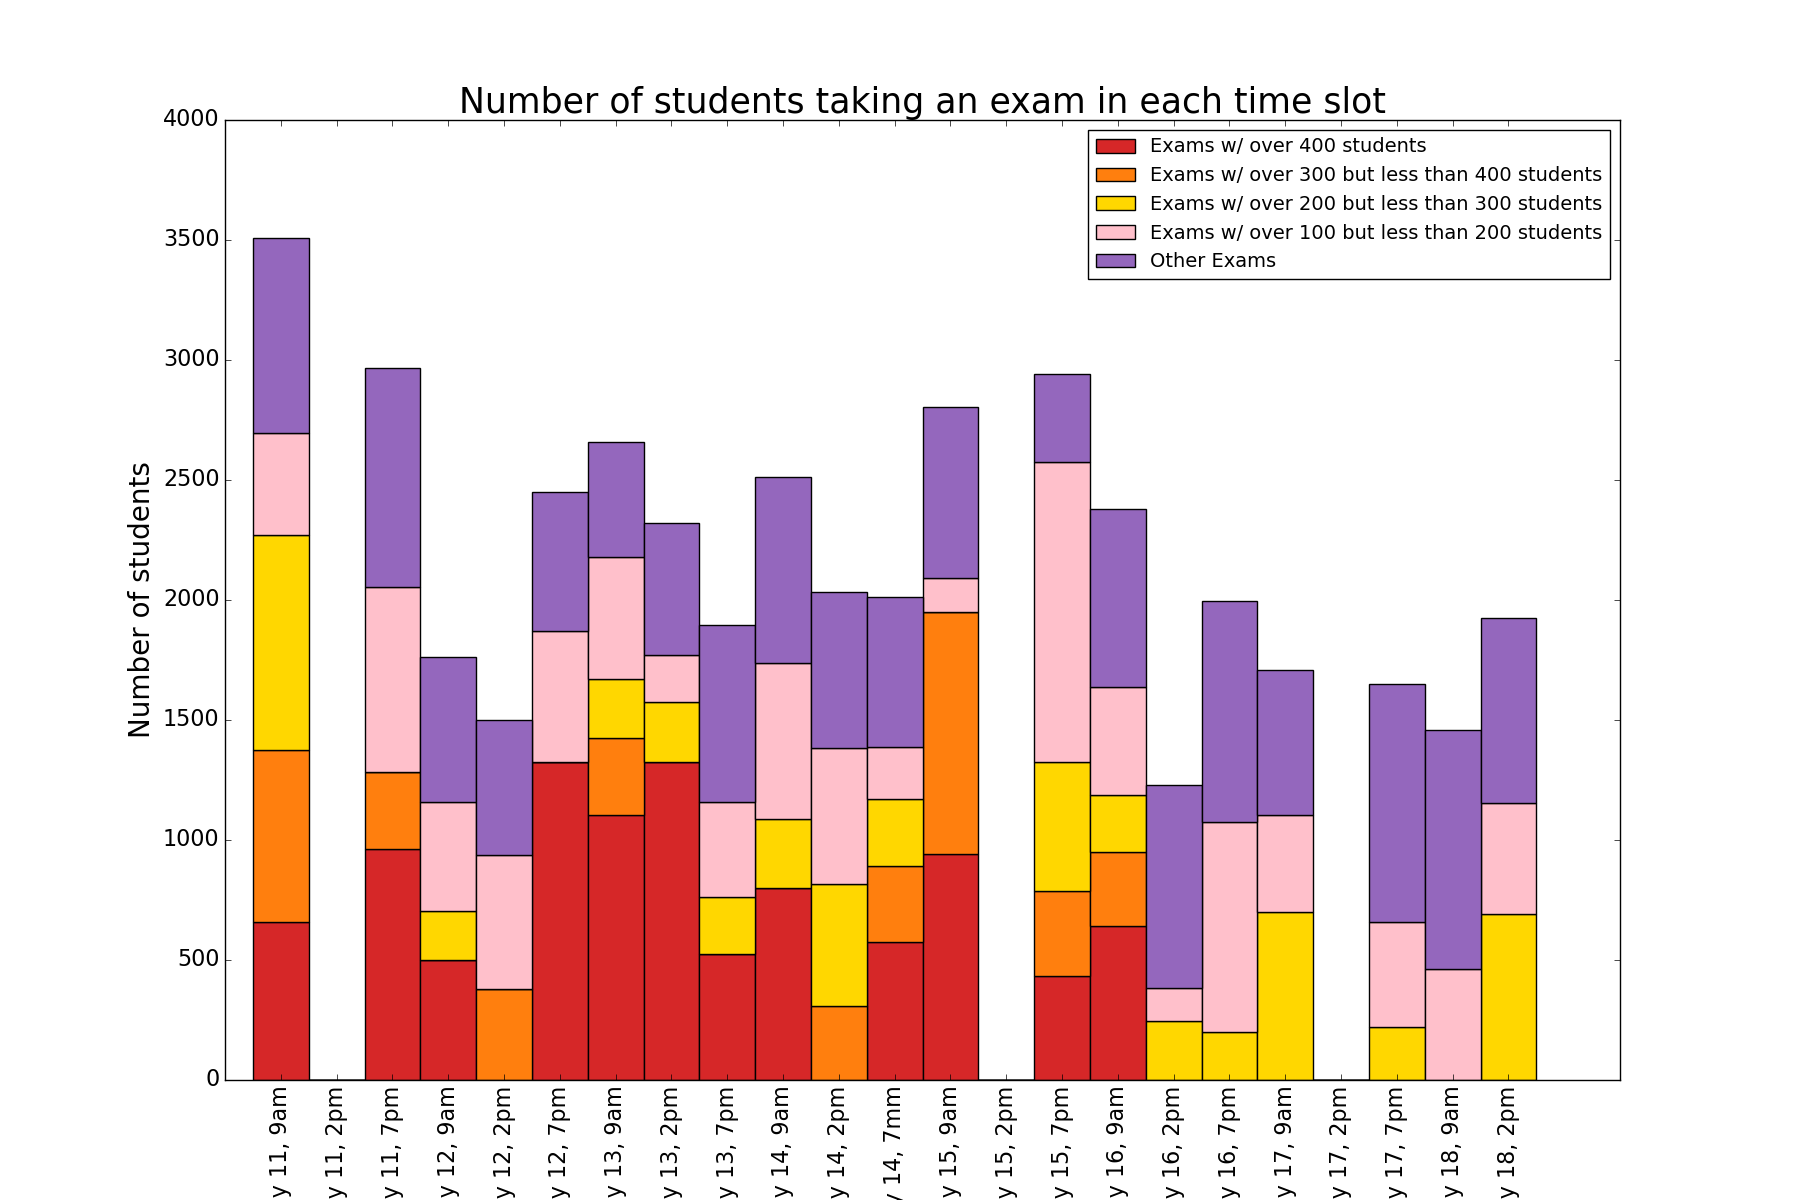 Number of students taking an exam in each time slot
Number of students
4000
3500
3000
2500
2000
1500
1000
500
0
Exams w/ over 400 students
Exams w/ over 300 but less than 400 students
Exams w/ over 200 but less than 300 students
Exams w/ over 100 but less than 200 students
Other Exams
y 11, 9am
y 11, 2pm
y 11, 7pm
y 12, 9am
y 12, 2pm
y 12, 7pm
y 13, 9am
y 13, 2pm
y 13, 7pm
y 14, 9am
y 14, 2pm
y 14, 7mm
y 15, 9am
y 15, 2pm
y 15, 7pm
y 16, 9am
y 16, 2pm
y 16, 7pm
y 17, 9am
y 17, 2pm
y 17, 7pm
y 18, 9am
y 18, 2pm